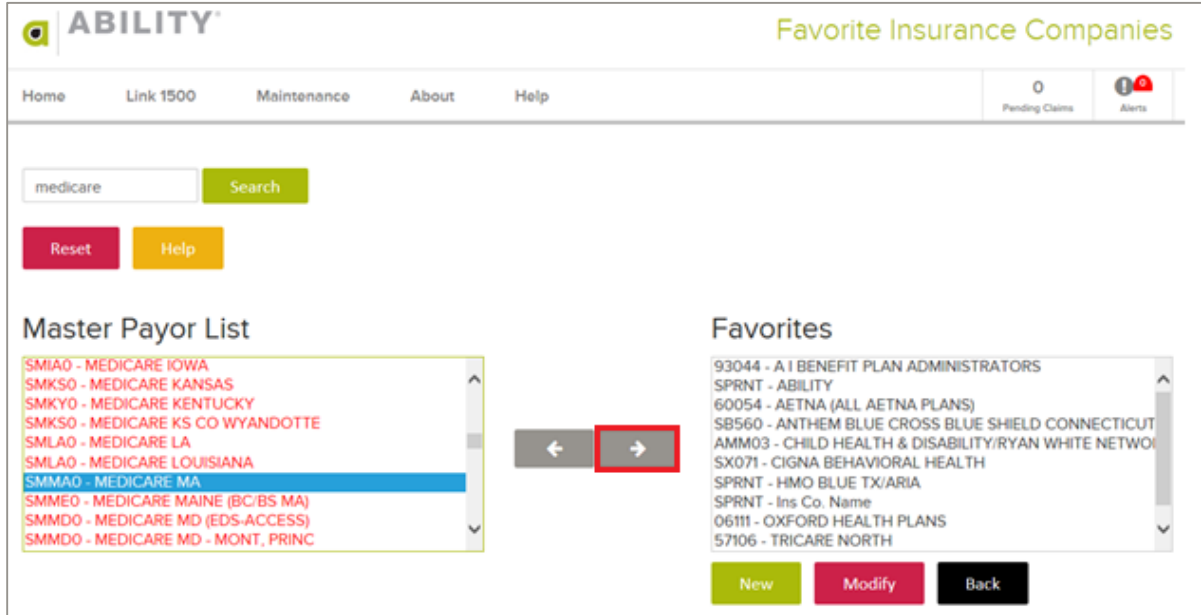 a ABILITY®
Favorite Insurance Companies
Home Link 1500 Maintenance About Help
0
Pending Claims
0
Alerts
medicare Search
Reset Help
Master Payor List
SMIA0 - MEDICARE IOWA
SMKS0 - MEDICARE KANSAS
SMKY0 - MEDICARE KENTUCKY
SMKS0 - MEDICARE KS CO WYANDOTTE
SMLA0 - MEDICARE LA
SMLA0 - MEDICARE LOUISIANA
SMMA0 - MEDICARE MA
SMME0 - MEDICARE MAINE (BC/BS MA)
SMMD0 - MEDICARE MD (EDS-ACCESS)
SMMD0 - MEDICARE MD - MONT, PRINC
Favorites
93044 - A I BENEFIT PLAN ADMINISTRATORS
SPRNT - ABILITY
60054 - AETNA (ALL AETNA PLANS)
SB560 - ANTHEM BLUE CROSS BLUE SHIELD CONNECTICUT
AMM03 - CHILD HEALTH & DISABILITY/RYAN WHITE NETWO
SX071 - CIGNA BEHAVIORAL HEALTH
SPRNT - HMO BLUE TX/ARIA
SPRNT - Ins Co. Name
06111 - OXFORD HEALTH PLANS
57106 - TRICARE NORTH
New Modify Back